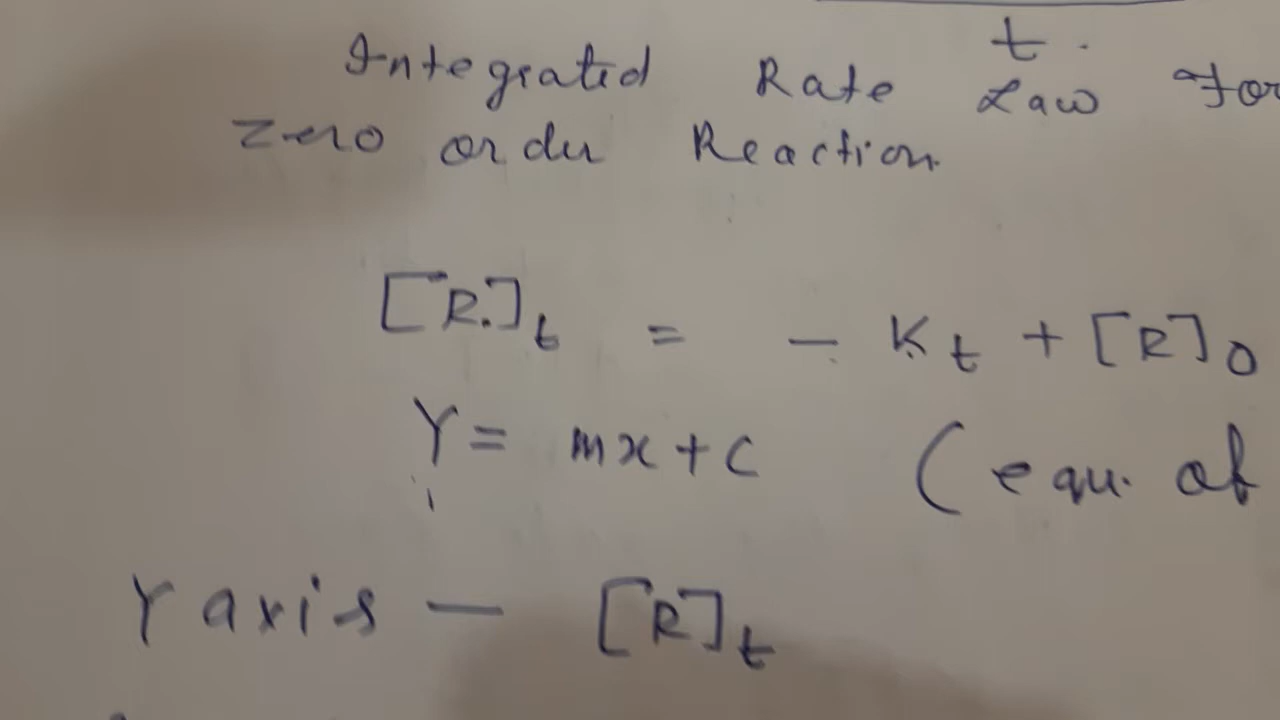 t.
Integrated Rate Law For
Zero order Reaction.
[R.]t = - Kt + [R]0
Y = mx + c (equ. of
Y axis - [R]t